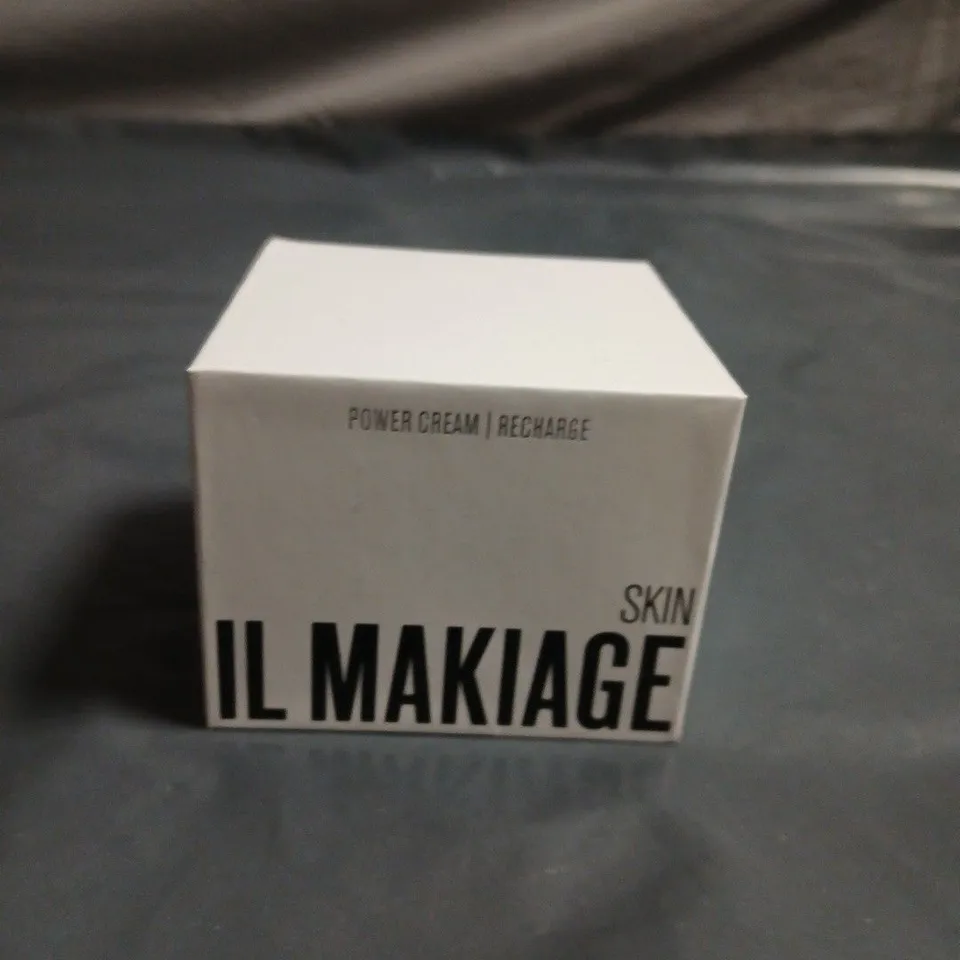 POWER CREAM | RECHARGE
SKIN
IL MAKIAGE